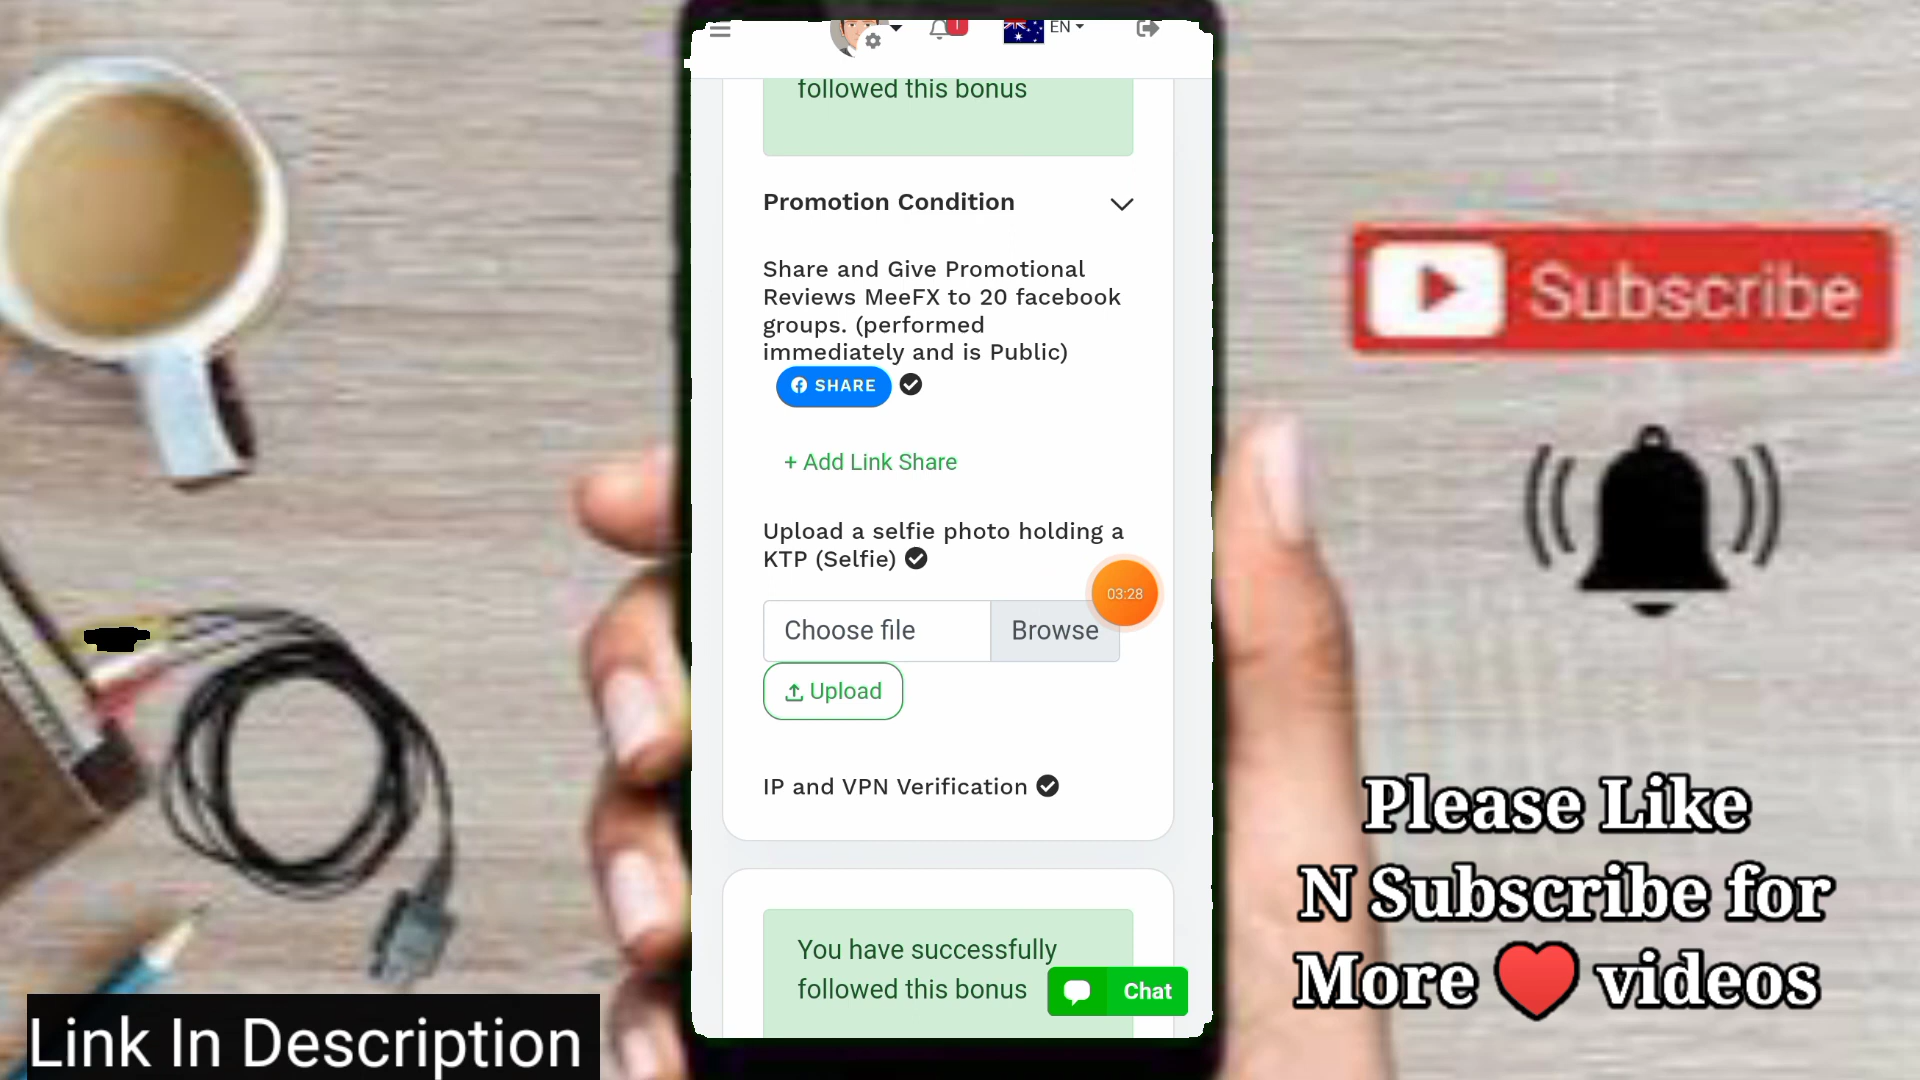 1
EN
followed this bonus
Promotion Condition
Share and Give Promotional
Reviews MeeFX to 20 facebook
groups. (performed
immediately and is Public)
SHARE
+ Add Link Share
Upload a selfie photo holding a
KTP (Selfie)
03:28
Choose file
Browse
Upload
IP and VPN Verification
You have successfully
followed this bonus
Chat
Subscribe
Please Like
N Subscribe for
More videos
Link In Description